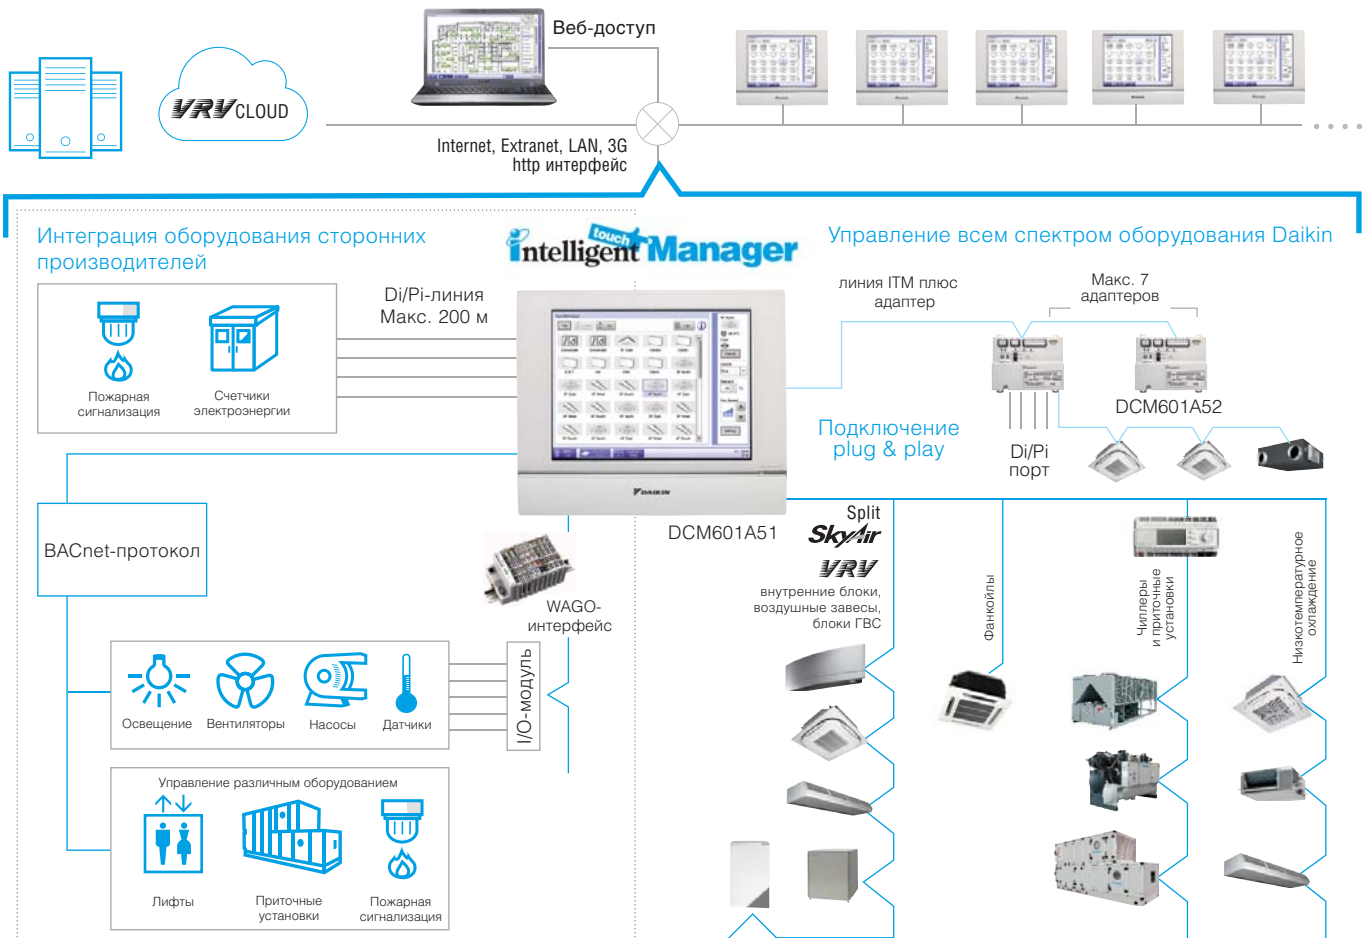 Веб-доступ
VRV CLOUD
Internet, Extranet, LAN, 3G
http интерфейс
Интеграция оборудования сторонних
производителей
intelligent touch Manager
Управление всем спектром оборудования Daikin
Пожарная
сигнализация
Счетчики
электроэнергии
Di/Pi-линия
Макс. 200 м
DAIKIN
DCM601A51
линия ITM плюс
адаптер
Макс. 7
адаптеров
DCM601A52
Di/Pi
порт
Подключение
plug & play
BACnet-протокол
WAGO-
интерфейс
I/O-модуль
Освещение
Вентиляторы
Насосы
Датчики
Управление различным оборудованием
Лифты
Приточные
установки
Пожарная
сигнализация
Split
SkyAir
VRV
внутренние блоки,
воздушные завесы,
блоки ГВС
Фанкойлы
Чиллеры
и приточные
установки
Низкотемпературное
охлаждение